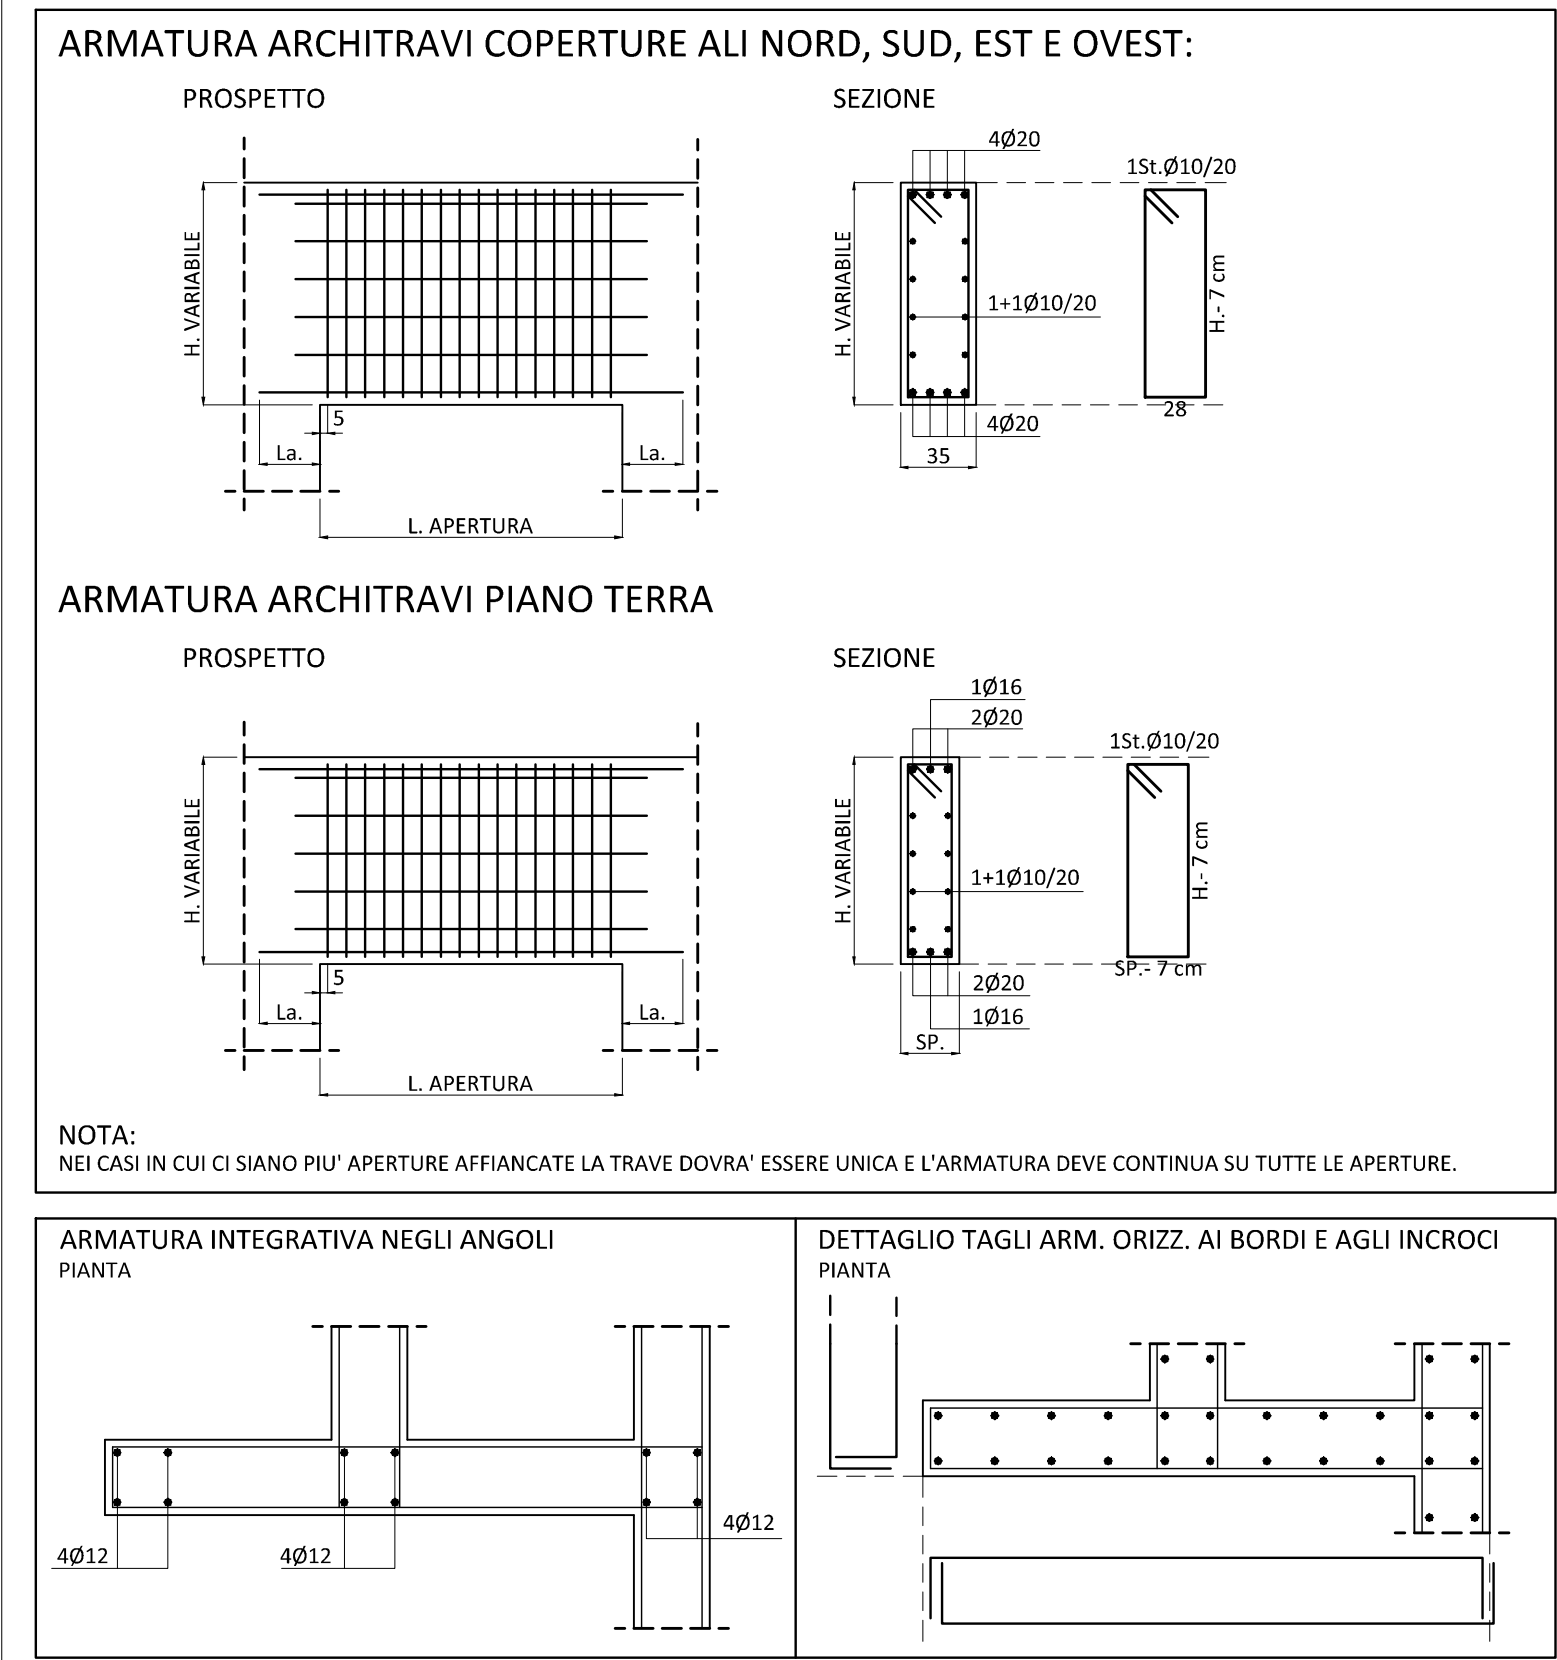 ARMATURA ARCHITRAVI COPERTURE ALI NORD, SUD, EST E OVEST:
PROSPETTO
H. VARIABILE
5
La.
La.
L. APERTURA
SEZIONE
4Ø20
H. VARIABILE
1+1Ø10/20
4Ø20
35
1St.Ø10/20
H.- 7 cm
28
ARMATURA ARCHITRAVI PIANO TERRA
PROSPETTO
H. VARIABILE
5
La.
La.
L. APERTURA
SEZIONE
1Ø16
2Ø20
H. VARIABILE
1+1Ø10/20
2Ø20
1Ø16
SP.
1St.Ø10/20
H.- 7 cm
SP.- 7 cm
NOTA:
NEI CASI IN CUI CI SIANO PIU' APERTURE AFFIANCATE LA TRAVE DOVRA' ESSERE UNICA E L'ARMATURA DEVE CONTINUA SU TUTTE LE APERTURE.
ARMATURA INTEGRATIVA NEGLI ANGOLI
PIANTA
4Ø12
4Ø12
4Ø12
DETTAGLIO TAGLI ARM. ORIZZ. AI BORDI E AGLI INCROCI
PIANTA